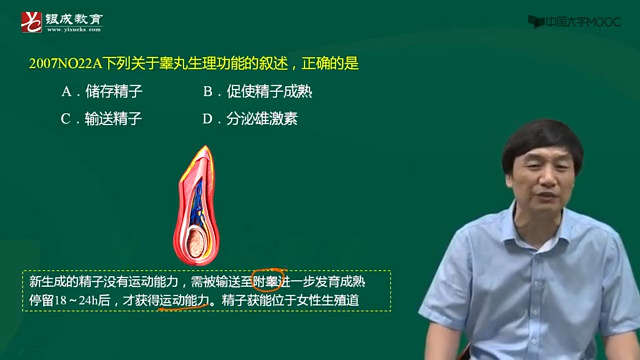 银成教育
www.yixueks.com
中国大学MOOC
2007NO22A下列关于睾丸生理功能的叙述，正确的是
A．储存精子
B．促使精子成熟
C．输送精子
D．分泌雄激素
新生成的精子没有运动能力，需被输送至附睾进一步发育成熟
停留18～24h后，才获得运动能力。精子获能位于女性生殖道